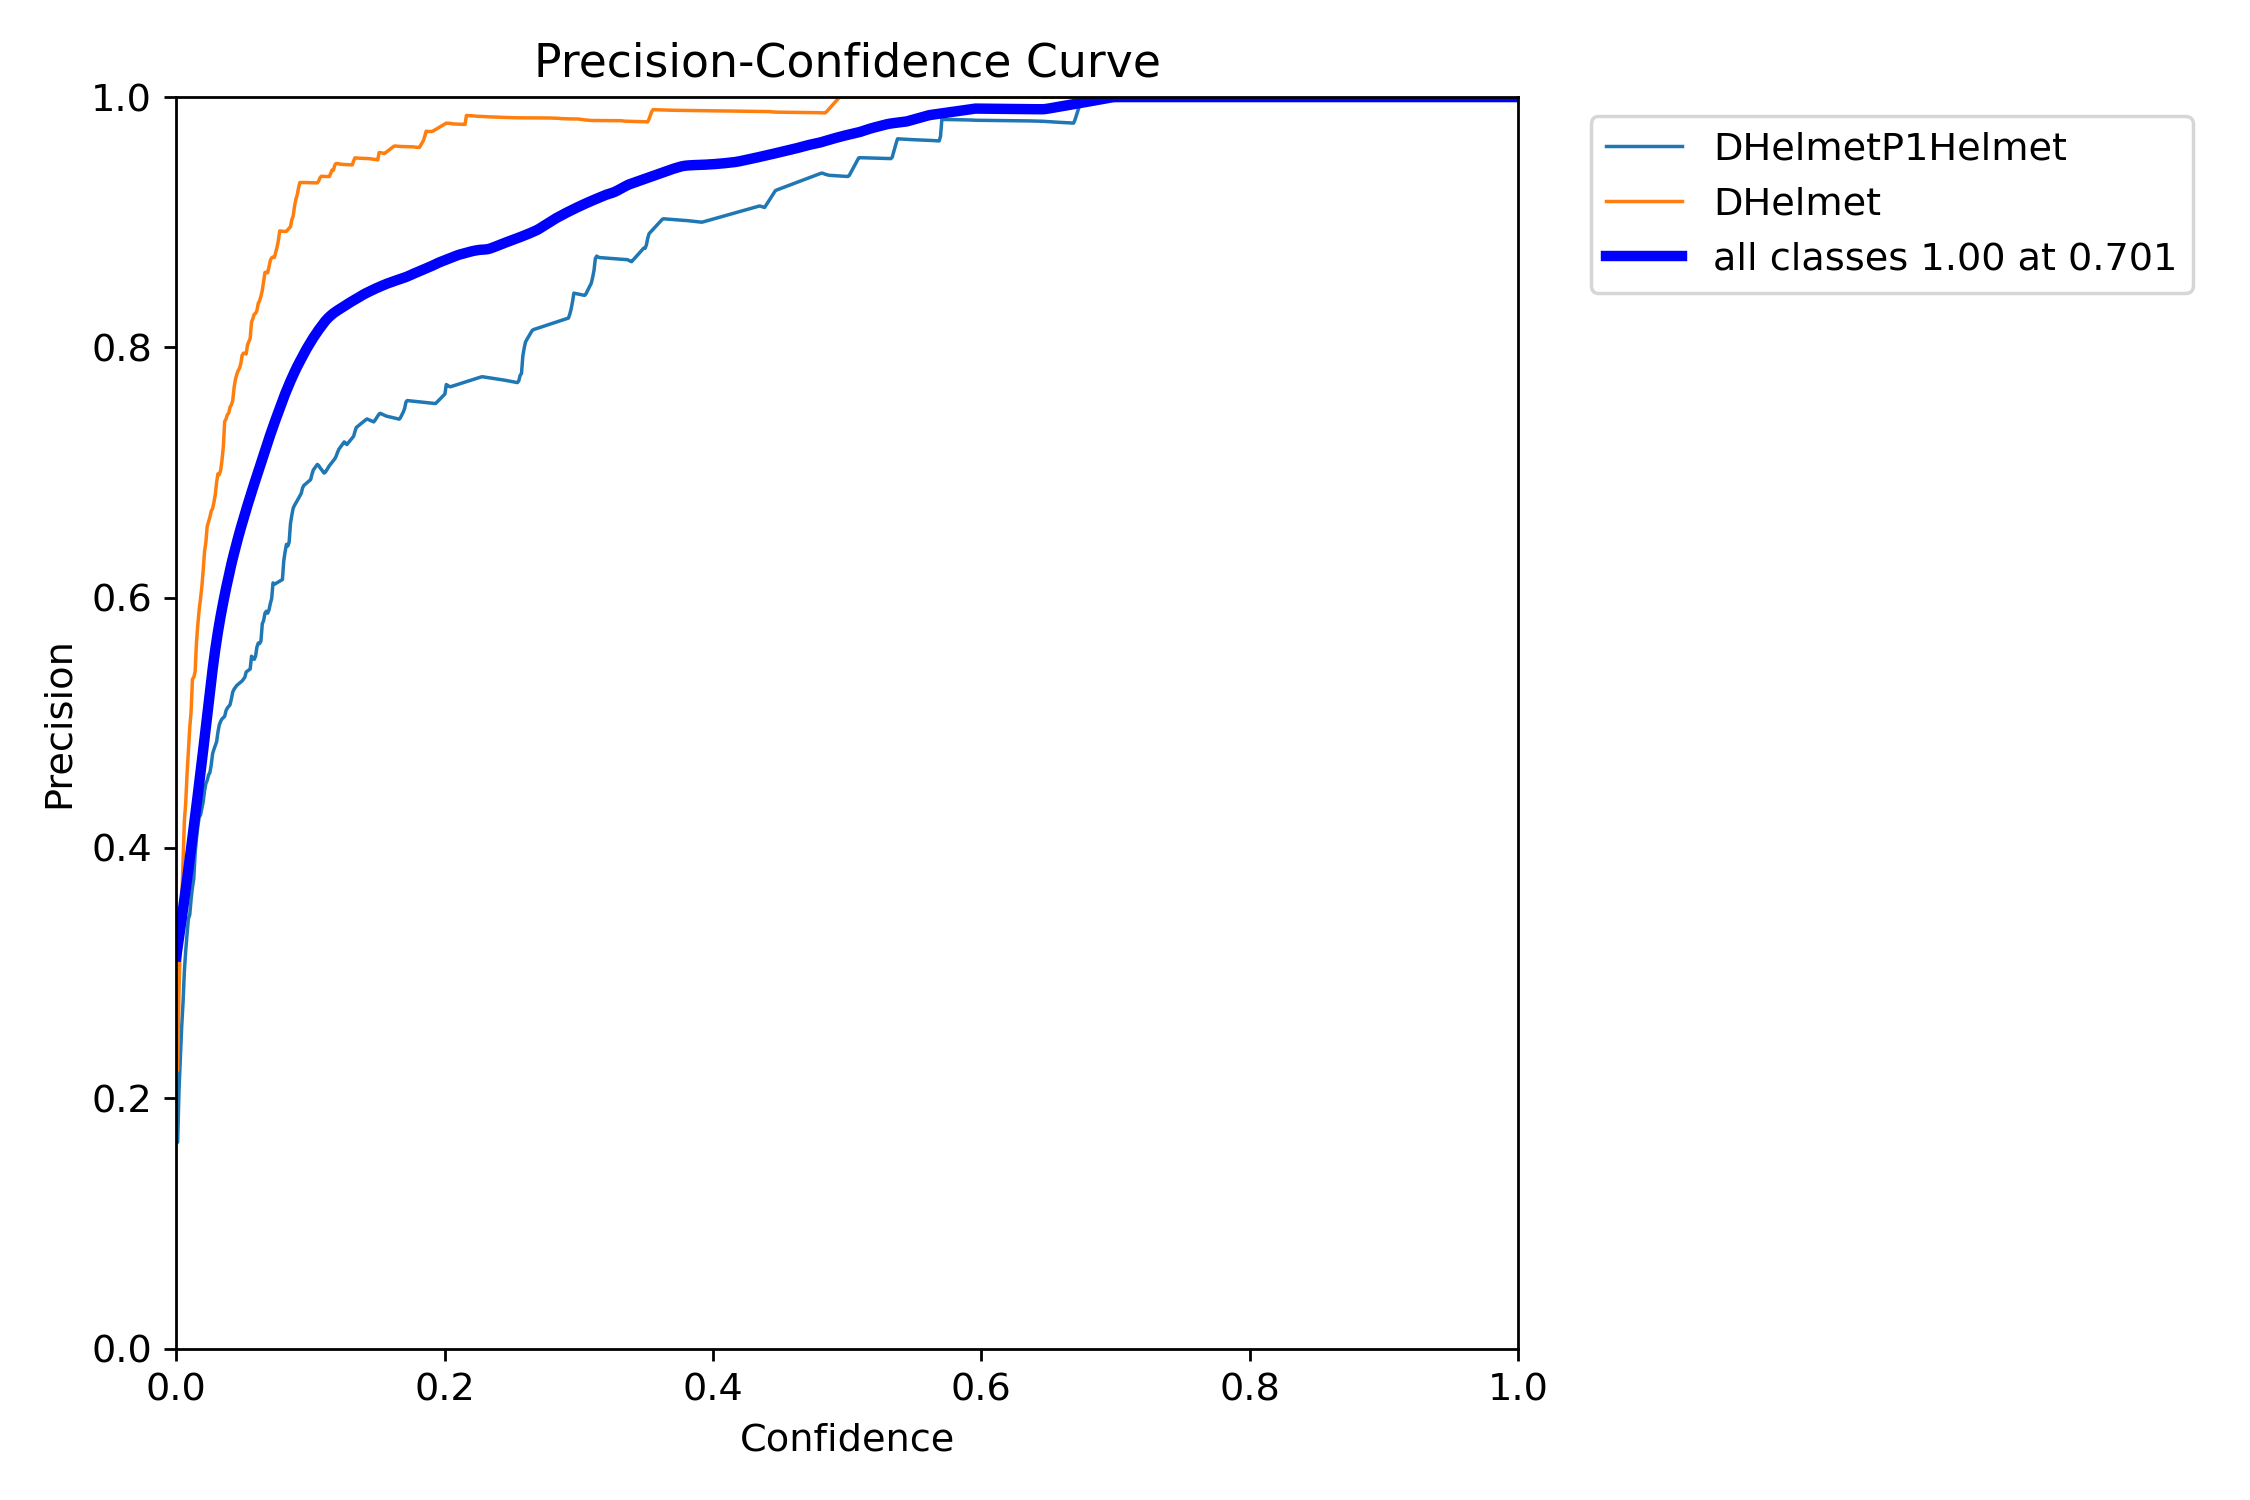 Precision-Confidence Curve
1.0
0.8
0.6
0.4
0.2
0.0
Precision
0.0 0.2 0.4 0.6 0.8 1.0
Confidence
DHelmetP1Helmet
DHelmet
all classes 1.00 at 0.701